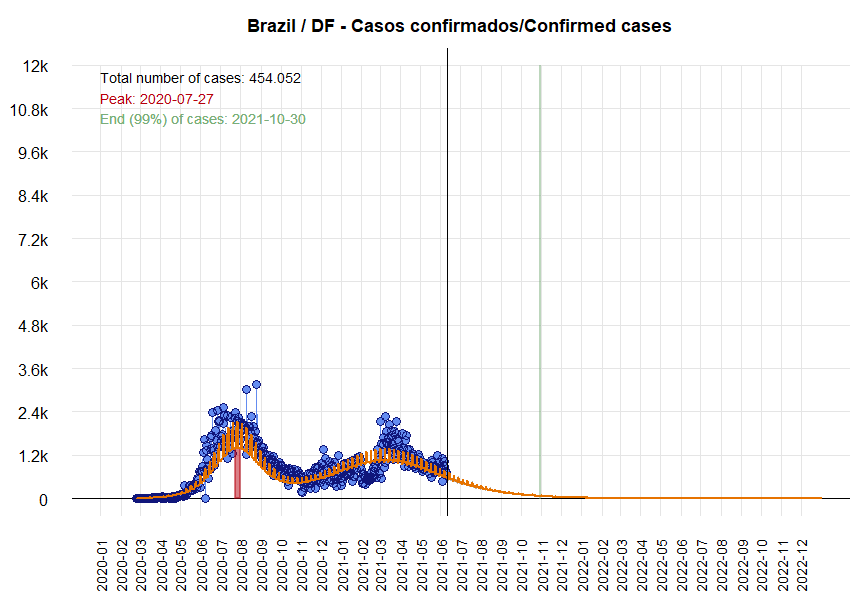 Brazil / DF - Casos confirmados/Confirmed cases
12k
Total number of cases: 454.052
Peak: 2020-07-27
10.8k
End (99%) of cases: 2021-10-30
9.6k
8.4k
7.2k
6k
4.8k
3.6k
2.4k
1.2k
0
2020-01
2020-02
2020-03
2020-04
2020-05
2020-06
2020-07
2020-08
2020-09
2020-10
2020-11
2020-12
2021-01
2021-02
2021-03
2021-04
2021-05
2021-06
2021-07
2021-08
2021-09
2021-10
2021-11
2021-12
2022-01
2022-02
2022-03
2022-04
2022-05
2022-06
2022-07
2022-08
2022-09
2022-10
2022-11
2022-12